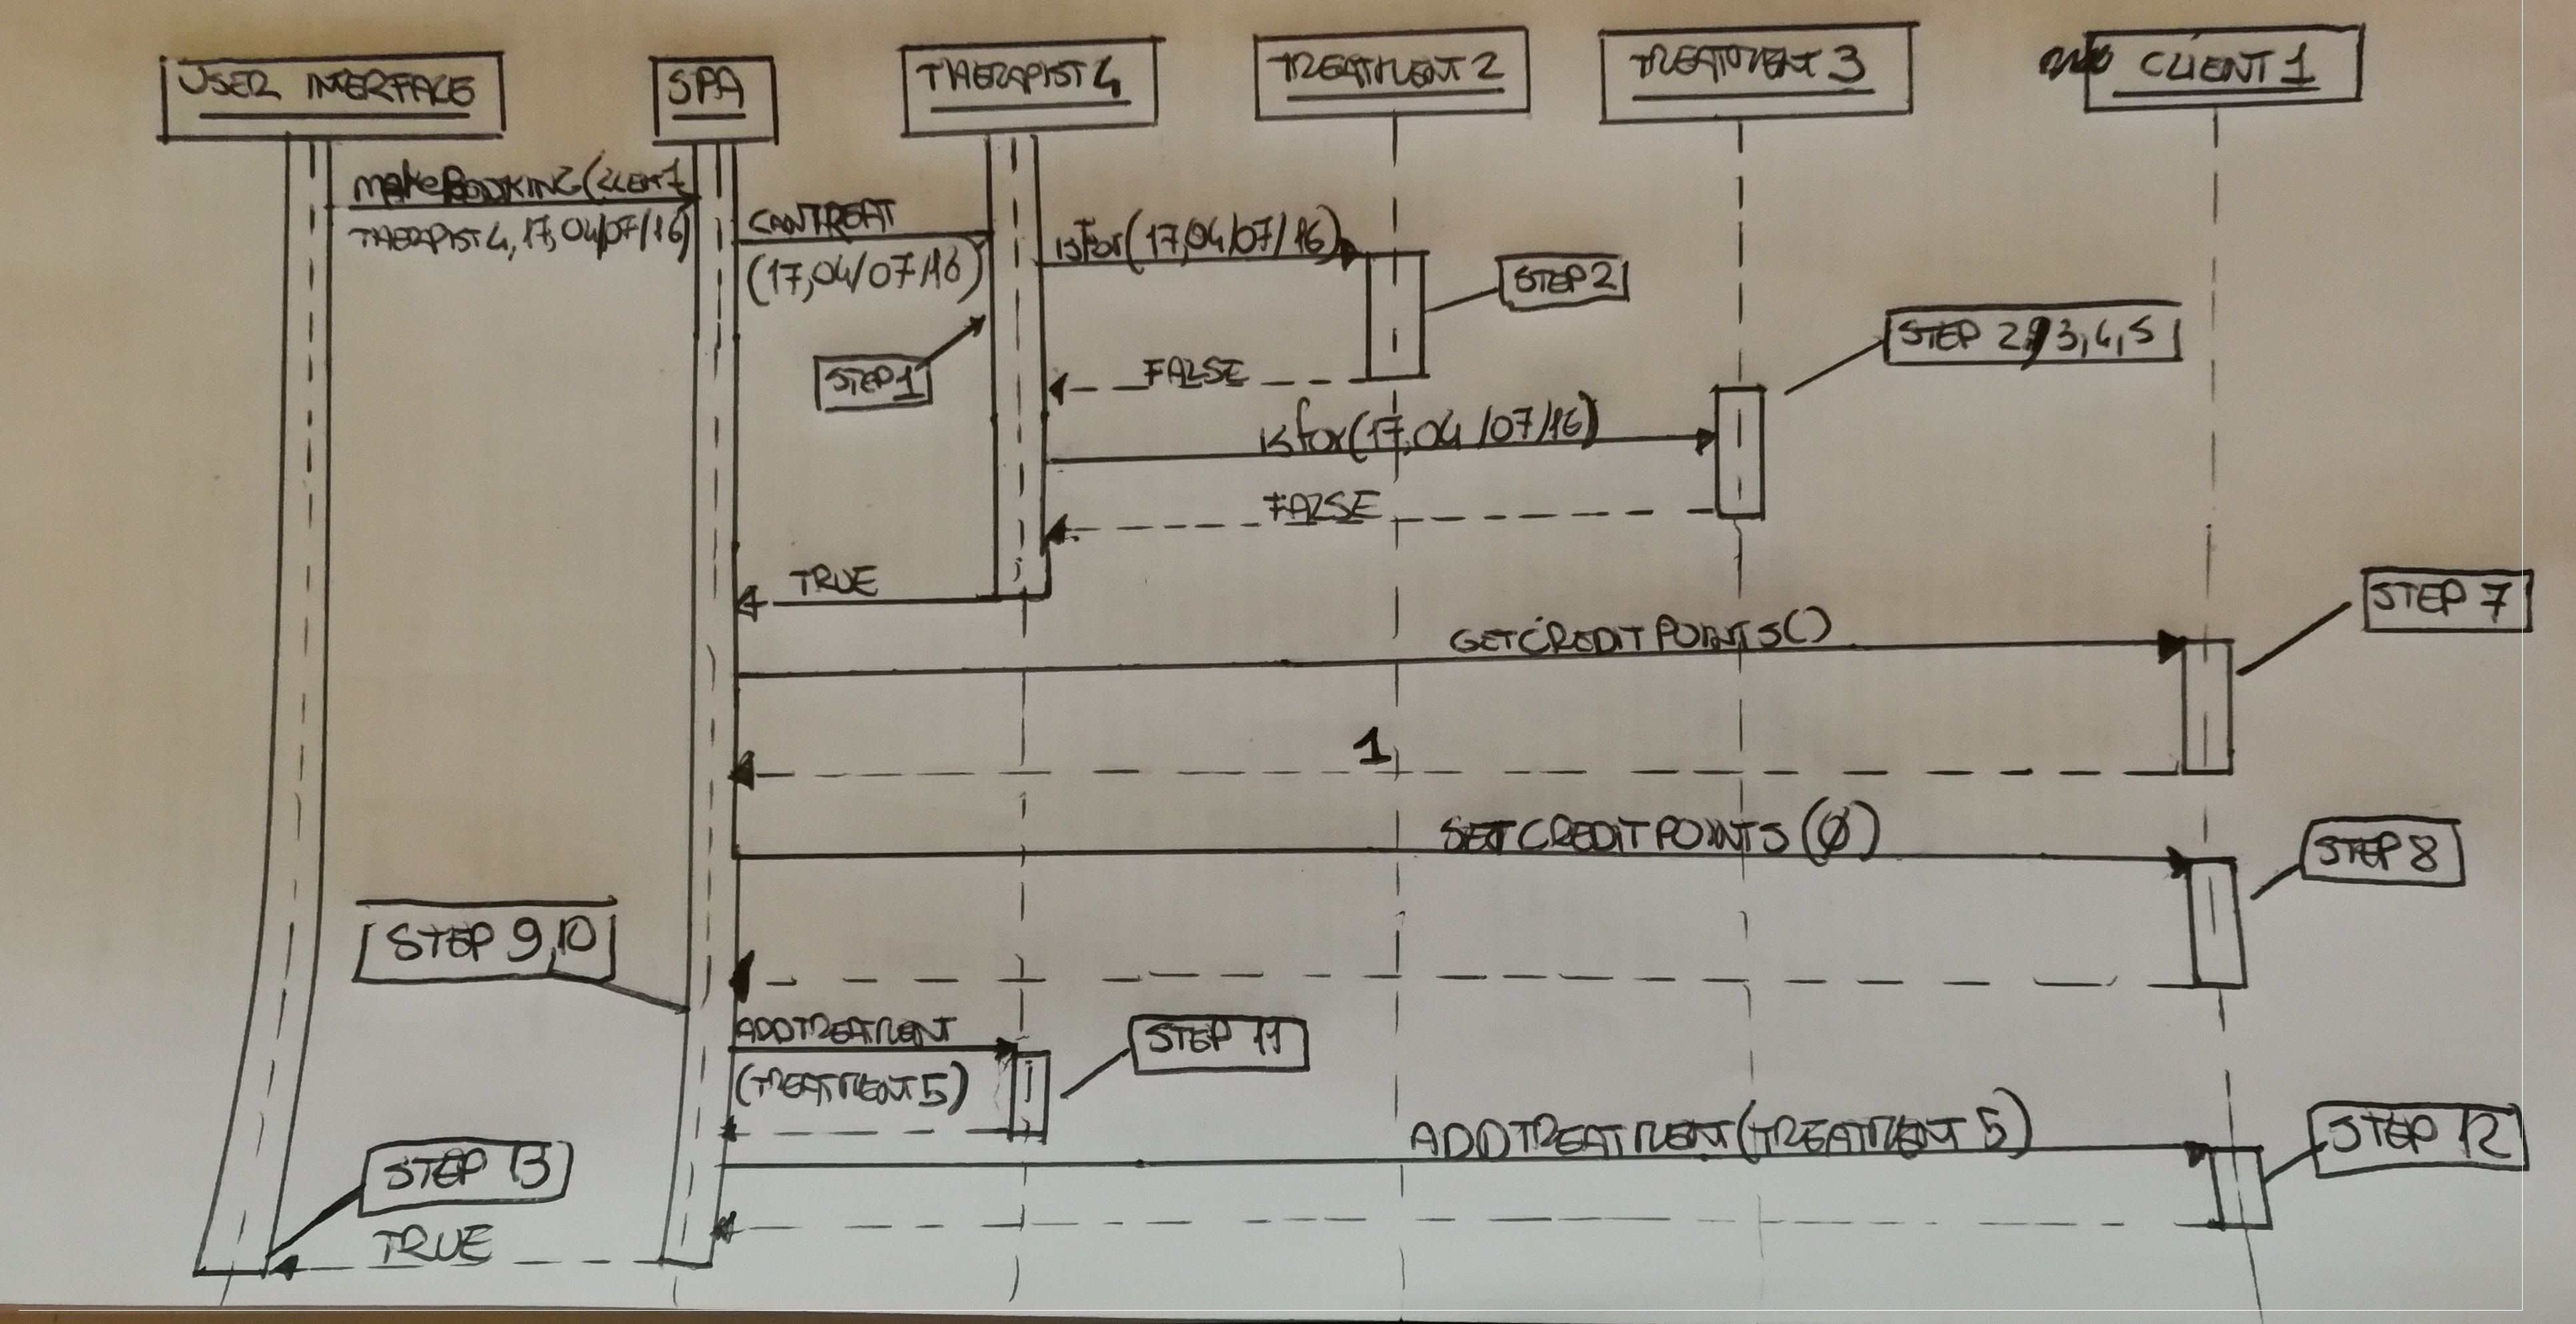 USER INTERFACE
SPA
THERAPIST 4
TREATMENT 2
TREATMENT 3
CLIENT 1
makeBOOKING(CLIENT1
THERAPIST 4, 17, 04/07/16)
CANTREAT
(17,04/07/16)
isFor(17,04/07/16)
STEP 2
STEP 1
STEP 2, 3, 4, 5
FALSE
isfor(17,04/07/16)
FALSE
TRUE
STEP 7
GETCREDITPOINTS()
1
SETCREDITPOINTS(Ø)
STEP 8
STEP 9,10
ADDTREATMENT
(TREATMENT 5)
STEP 11
ADDTREATMENT(TREATMENT 5)
STEP 12
STEP 13
TRUE